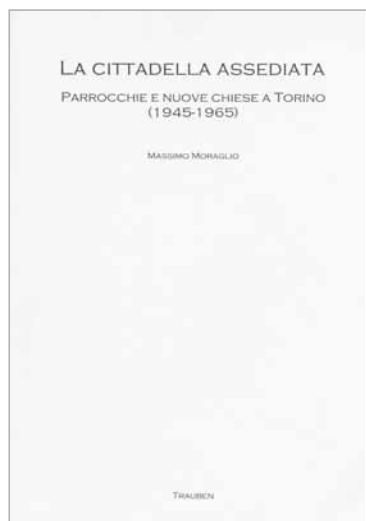 LA CITTADELLA ASSEDIATA
PARROCCHIE E NUOVE CHIESE A TORINO
(1945-1965)
MASSIMO MORAGLIO
TRAUBEN